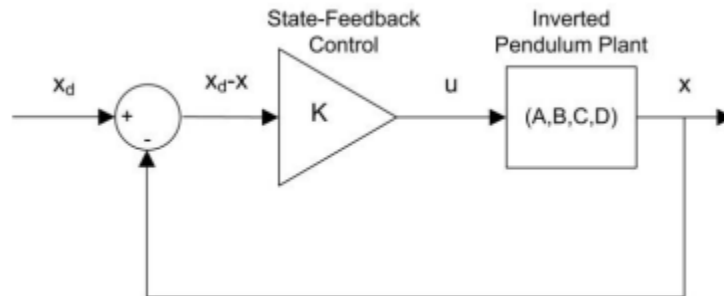 State-Feedback
Control
Inverted
Pendulum Plant
x_d
+
-
x_d-x
K
u
(A,B,C,D)
x